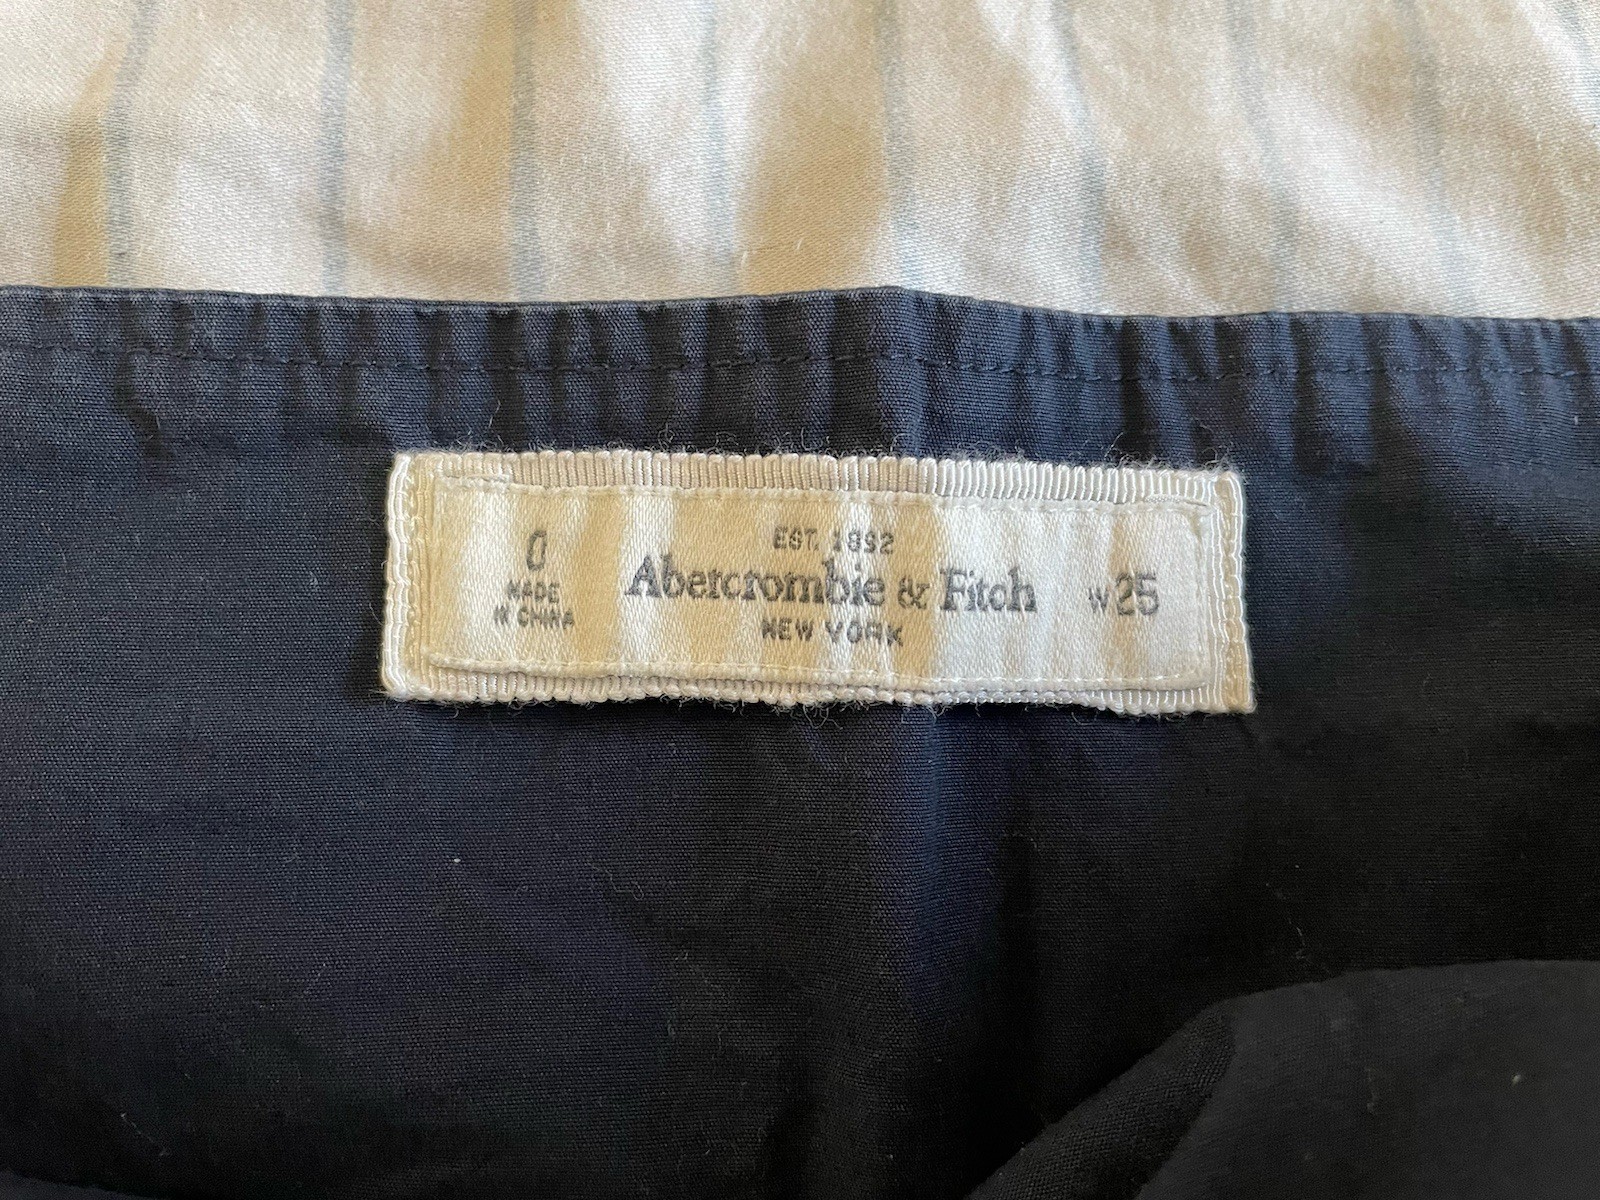 0
MADE
IN CHINA
EST. 1892
Abercrombie & Fitch
NEW YORK
W25